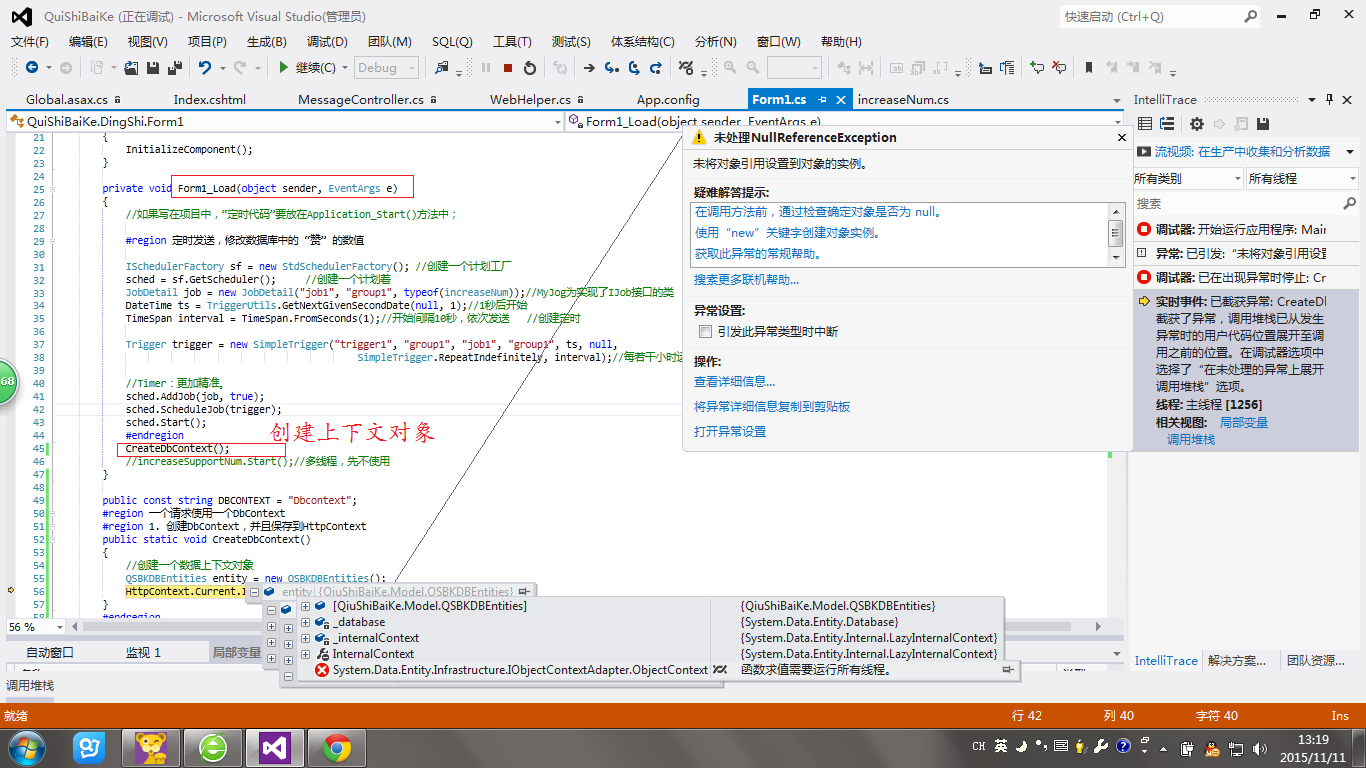 QuiShiBaiKe (正在调试) - Microsoft Visual Studio(管理员)
快速启动 (Ctrl+Q)
文件(F) 编辑(E) 视图(V) 项目(P) 生成(B) 调试(D) 团队(M) SQL(Q) 工具(T) 测试(S) 体系结构(C) 分析(N) 窗口(W) 帮助(H)
继续(C) Debug
Global.asax.cs Index.cshtml MessageController.cs WebHelper.cs App.config Form1.cs increaseNum.cs
QuiShiBaiKe.DingShi.Form1 Form1_Load(object sender, EventArgs e)
21 {
22 InitializeComponent();
23 }
24
25 private void Form1_Load(object sender, EventArgs e)
26 {
27 //如果写在项目中，“定时代码”要放在Application_Start()方法中；
28
29 #region 定时发送，修改数据库中的 “赞” 的数值
30
31 ISchedulerFactory sf = new StdSchedulerFactory(); //创建一个计划工厂
32 sched = sf.GetScheduler(); //创建一个计划着
33 JobDetail job = new JobDetail("job1", "group1", typeof(increaseNum));//MyJog为实现了IJob接口的类
34 DateTime ts = TriggerUtils.GetNextGivenSecondDate(null, 1);//1秒后开始
35 TimeSpan interval = TimeSpan.FromSeconds(1);//开始间隔10秒，依次发送 //创建定时
36
37 Trigger trigger = new SimpleTrigger("trigger1", "group1", "job1", "group1", ts, null,
38 SimpleTrigger.RepeatIndefinitely, interval);//每若干小时运
39
40 //Timer：更加精准。
41 sched.AddJob(job, true);
42 sched.ScheduleJob(trigger);
43 sched.Start();
44 #endregion
创建上下文对象
45 CreateDbContext();
46 //increaseSupportNum.Start();//多线程，先不使用
47 }
48
49 public const string DBCONTEXT = "Dbcontext";
50 #region 一个请求使用一个DbContext
51 #region 1. 创建DbContext，并且保存到HttpContext
52 public static void CreateDbContext()
53 {
54 //创建一个数据上下文对象
55 QSBKDBEntities entity = new QSBKDBEntities();
56 HttpContext.Current.I
57 }
58 #endregion
56 %
entity {QiuShiBaiKe.Model.QSBKDBEntities}
[QiuShiBaiKe.Model.QSBKDBEntities] {QiuShiBaiKe.Model.QSBKDBEntities}
_database {System.Data.Entity.Database}
_internalContext {System.Data.Entity.Internal.LazyInternalContext}
InternalContext {System.Data.Entity.Internal.LazyInternalContext}
System.Data.Entity.Infrastructure.IObjectContextAdapter.ObjectContext 函数求值需要运行所有线程。
未处理NullReferenceException
未将对象引用设置到对象的实例。
疑难解答提示:
在调用方法前，通过检查确定对象是否为 null。
使用“new”关键字创建对象实例。
获取此异常的常规帮助。
搜索更多联机帮助...
异常设置:
引发此异常类型时中断
操作:
查看详细信息...
将异常详细信息复制到剪贴板
打开异常设置
IntelliTrace
流视频: 在生产中收集和分析数据
所有类别 所有线程
搜索
调试器: 开始运行应用程序: Main
异常: 已引发: “未将对象引用设
调试器: 已在出现异常时停止: Cr
实时事件: 已截获异常: CreateDl
截获了异常，调用堆栈已从发生
异常时的用户代码位置展开至调
用之前的位置。在调试器选项中
选择了“在未处理的异常上展开
调用堆栈”选项。
线程: 主线程 [1256]
相关视图: 局部变量
调用堆栈
自动窗口 监视 1 局部变量
IntelliTrace 解决方案... 团队资源...
调用堆栈
就绪 行 42 列 40 字符 40 Ins
68
CH 英
13:19
2015/11/11